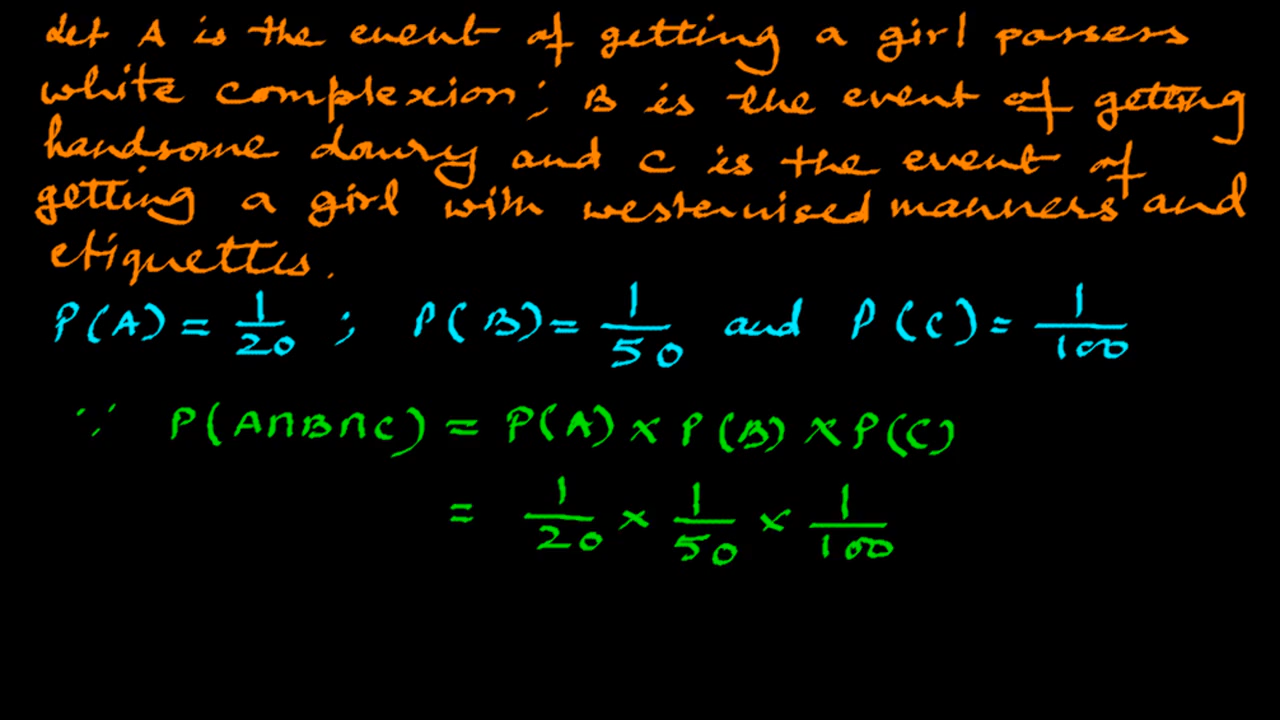 Let A is the event of getting a girl possess
white complexion; B is the event of getting
handsome dowry and C is the event of
getting a girl with westernised manners and
etiquettes.
P(A) = 1/20 ; P(B) = 1/50 and P(C) = 1/100
∵ P(A∩B∩C) = P(A) × P(B) × P(C)
= 1/20 × 1/50 × 1/100